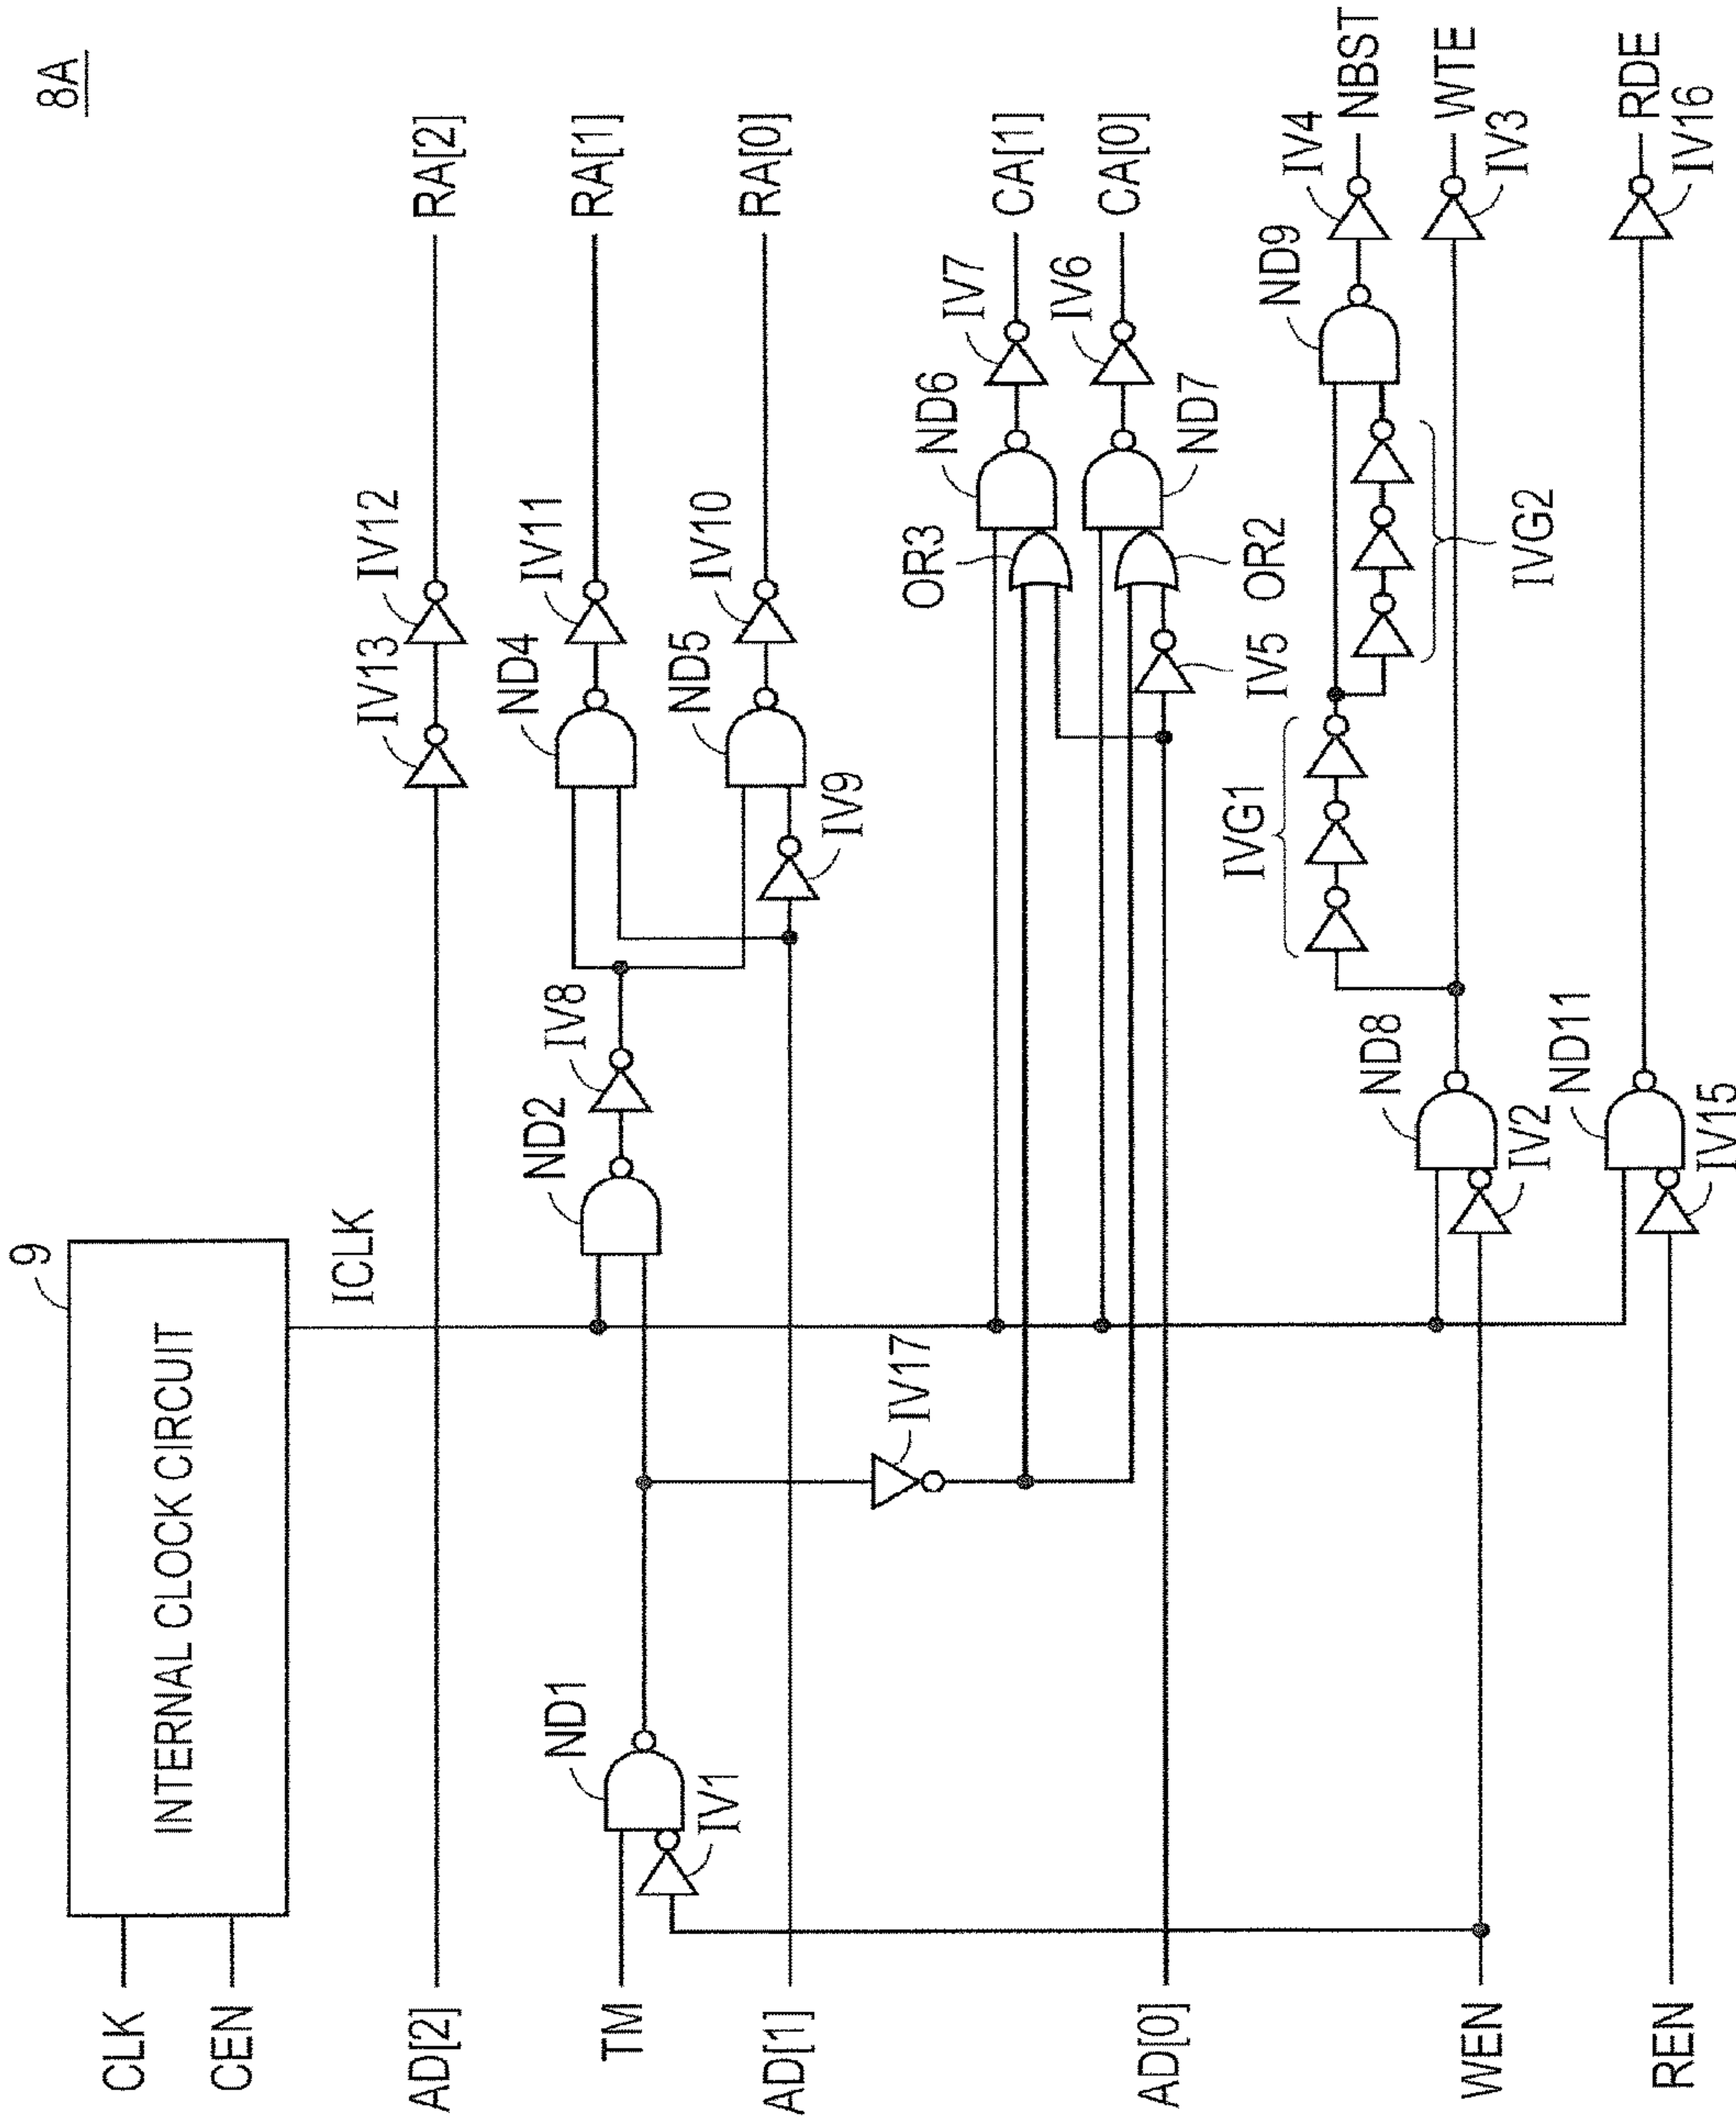 8A
9
INTERNAL CLOCK CIRCUIT
CLK
CEN
ICLK
AD[2]
IV13
IV12
RA[2]
TM
ND1
IV1
ND2
IV8
ND4
IV11
RA[1]
AD[1]
IV9
ND5
IV10
RA[0]
IV17
OR3
ND6
IV7
CA[1]
AD[0]
IV5
OR2
ND7
IV6
CA[0]
IVG1
IVG2
ND9
IV4
NBST
WEN
ND8
IV2
WTE
IV3
REN
ND11
IV15
RDE
IV16